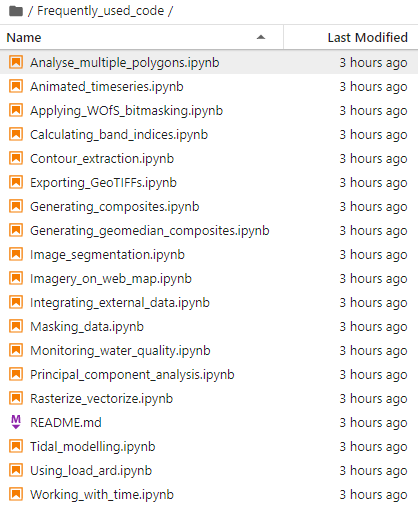 / Frequently_used_code /
Name Last Modified
Analyse_multiple_polygons.ipynb 3 hours ago
Animated_timeseries.ipynb 3 hours ago
Applying_WOfS_bitmasking.ipynb 3 hours ago
Calculating_band_indices.ipynb 3 hours ago
Contour_extraction.ipynb 3 hours ago
Exporting_GeoTIFFs.ipynb 3 hours ago
Generating_composites.ipynb 3 hours ago
Generating_geomedian_composites.ipynb 3 hours ago
Image_segmentation.ipynb 3 hours ago
Imagery_on_web_map.ipynb 3 hours ago
Integrating_external_data.ipynb 3 hours ago
Masking_data.ipynb 3 hours ago
Monitoring_water_quality.ipynb 3 hours ago
Principal_component_analysis.ipynb 3 hours ago
Rasterize_vectorize.ipynb 3 hours ago
M README.md 3 hours ago
Tidal_modelling.ipynb 3 hours ago
Using_load_ard.ipynb 3 hours ago
Working_with_time.ipynb 3 hours ago